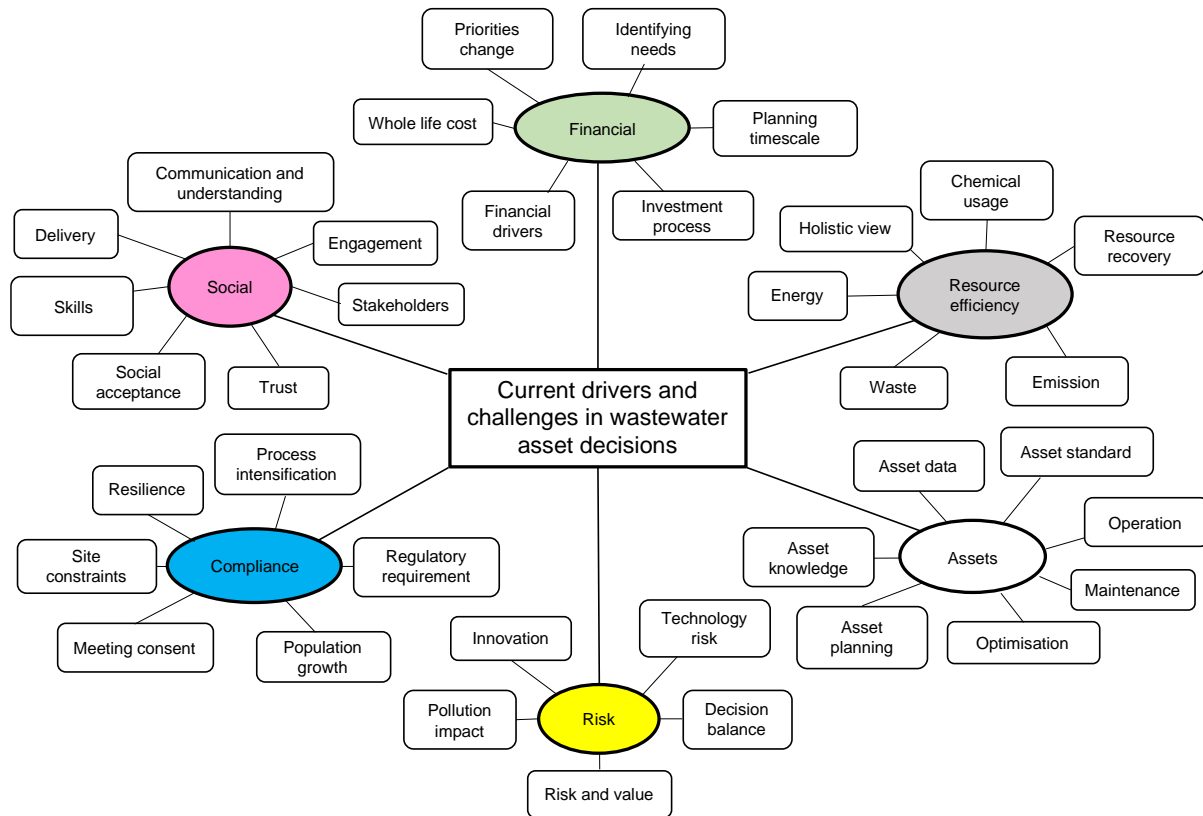 Priorities
change
Identifying
needs
Whole life cost
Financial
Planning
timescale
Financial
drivers
Investment
process
Communication and
understanding
Delivery
Engagement
Social
Skills
Stakeholders
Social
acceptance
Trust
Chemical
usage
Holistic view
Resource
recovery
Energy
Resource
efficiency
Waste
Emission
Current drivers and
challenges in wastewater
asset decisions
Process
intensification
Resilience
Site
constraints
Compliance
Regulatory
requirement
Meeting consent
Population
growth
Asset data
Asset standard
Operation
Asset
knowledge
Assets
Maintenance
Asset
planning
Optimisation
Innovation
Technology
risk
Pollution
impact
Risk
Decision
balance
Risk and value